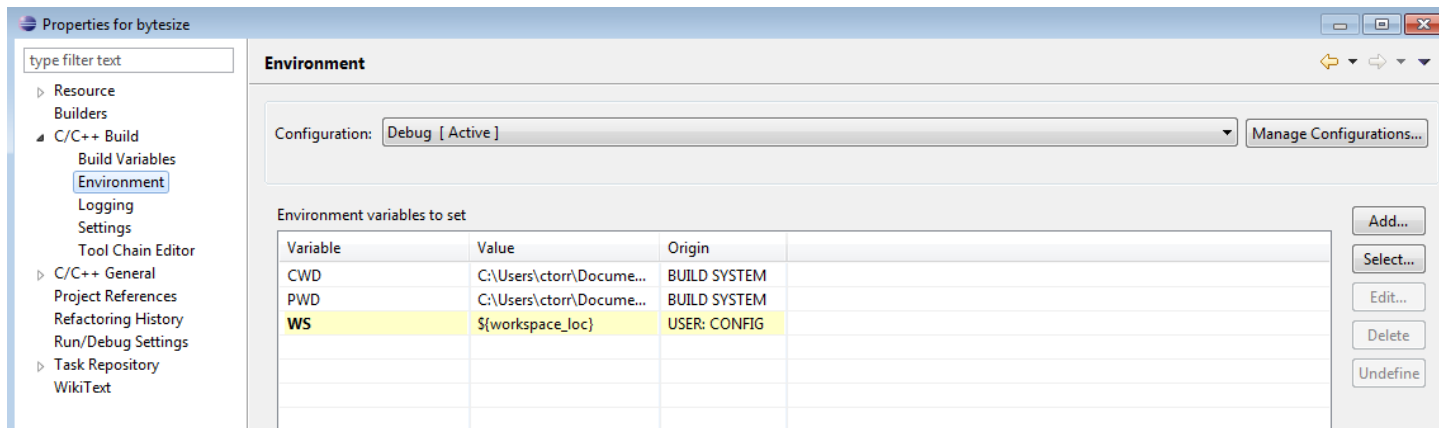 Properties for bytesize
type filter text
Resource
Builders
C/C++ Build
Build Variables
Environment
Logging
Settings
Tool Chain Editor
C/C++ General
Project References
Refactoring History
Run/Debug Settings
Task Repository
WikiText
Environment
Configuration: Debug [ Active ] Manage Configurations...
Environment variables to set
Variable Value Origin
CWD C:\Users\ctorr\Docume... BUILD SYSTEM
PWD C:\Users\ctorr\Docume... BUILD SYSTEM
WS ${workspace_loc} USER: CONFIG
Add...
Select...
Edit...
Delete
Undefine